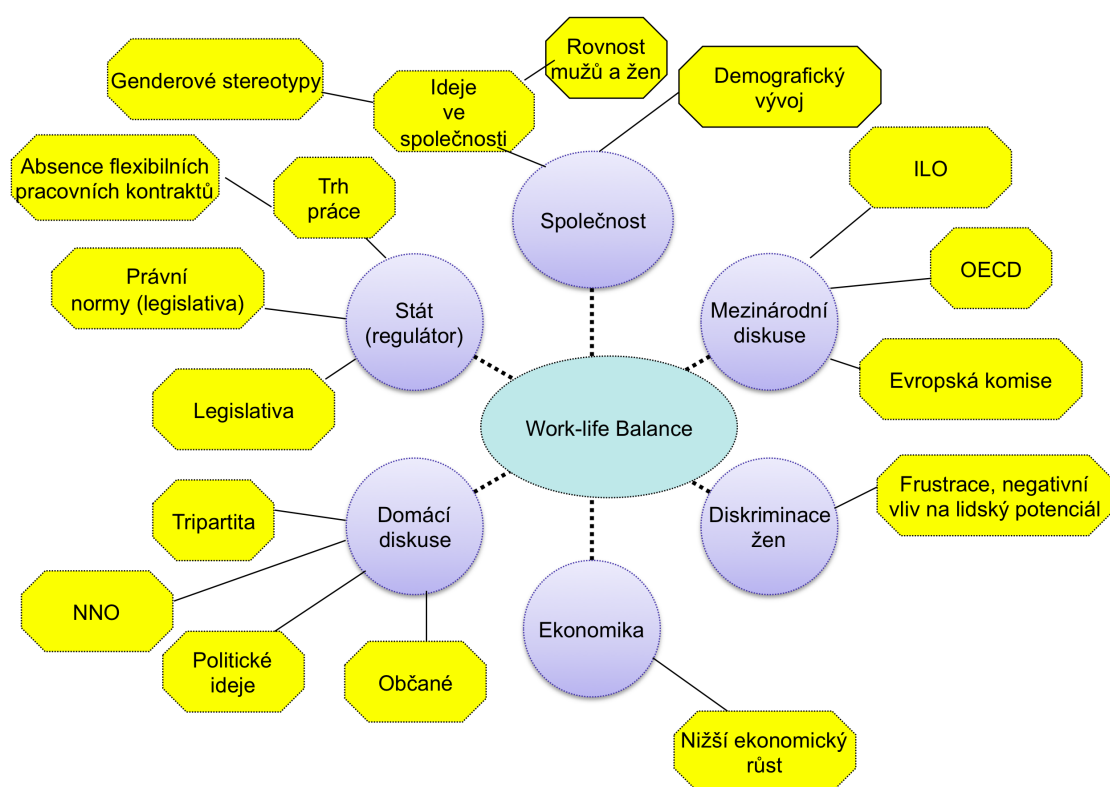 Rovnost
mužů a žen
Demografický
vývoj
Genderové stereotypy
Ideje
ve
společnosti
Absence flexibilních
pracovních kontraktů
Trh
práce
ILO
Společnost
OECD
Právní
normy (legislativa)
Stát
(regulátor)
Mezinárodní
diskuse
Evropská komise
Legislativa
Work-life Balance
Frustrace, negativní
vliv na lidský potenciál
Tripartita
Domácí
diskuse
Diskriminace
žen
NNO
Ekonomika
Politické
ideje
Občané
Nižší ekonomický
růst